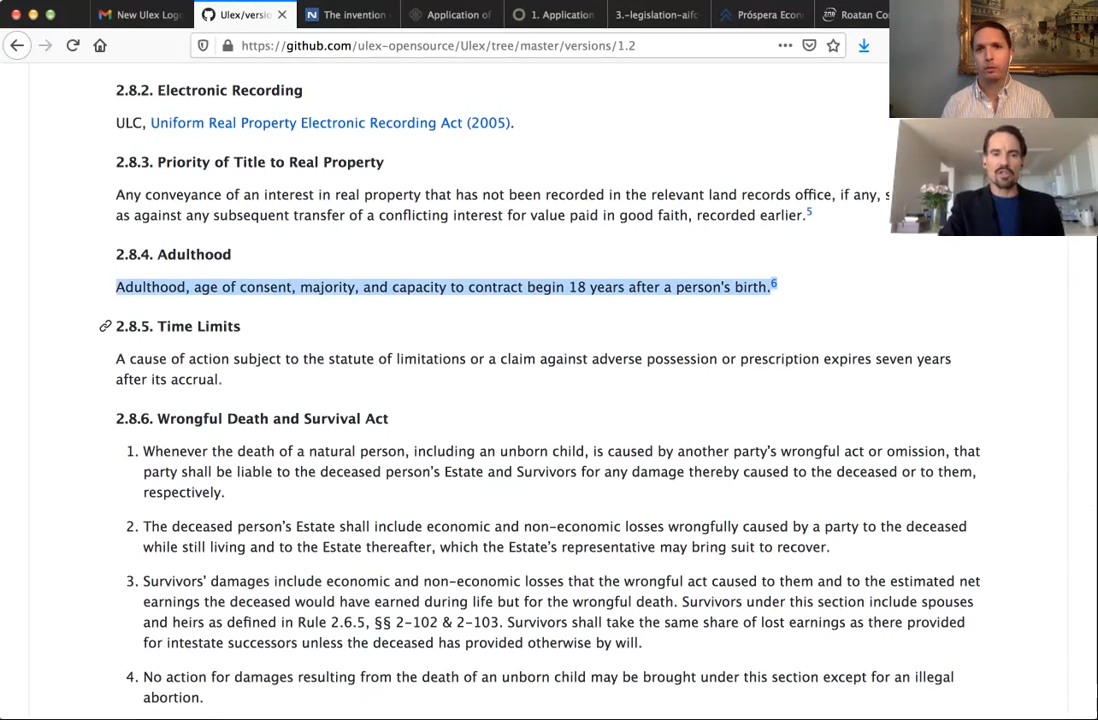 New Ulex Logo
Ulex/versio
The invention
Application of
1. Application
3.-legislation-aifc
Próspera Econ
Roatan Co
https://github.com/ulex-opensource/Ulex/tree/master/versions/1.2
2.8.2. Electronic Recording
ULC, Uniform Real Property Electronic Recording Act (2005).
2.8.3. Priority of Title to Real Property
Any conveyance of an interest in real property that has not been recorded in the relevant land records office, if any, s
as against any subsequent transfer of a conflicting interest for value paid in good faith, recorded earlier.5
2.8.4. Adulthood
Adulthood, age of consent, majority, and capacity to contract begin 18 years after a person's birth.6
2.8.5. Time Limits
A cause of action subject to the statute of limitations or a claim against adverse possession or prescription expires seven years
after its accrual.
2.8.6. Wrongful Death and Survival Act
1. Whenever the death of a natural person, including an unborn child, is caused by another party's wrongful act or omission, that
party shall be liable to the deceased person's Estate and Survivors for any damage thereby caused to the deceased or to them,
respectively.
2. The deceased person's Estate shall include economic and non-economic losses wrongfully caused by a party to the deceased
while still living and to the Estate thereafter, which the Estate's representative may bring suit to recover.
3. Survivors' damages include economic and non-economic losses that the wrongful act caused to them and to the estimated net
earnings the deceased would have earned during life but for the wrongful death. Survivors under this section include spouses
and heirs as defined in Rule 2.6.5, §§ 2-102 & 2-103. Survivors shall take the same share of lost earnings as there provided
for intestate successors unless the deceased has provided otherwise by will.
4. No action for damages resulting from the death of an unborn child may be brought under this section except for an illegal
abortion.